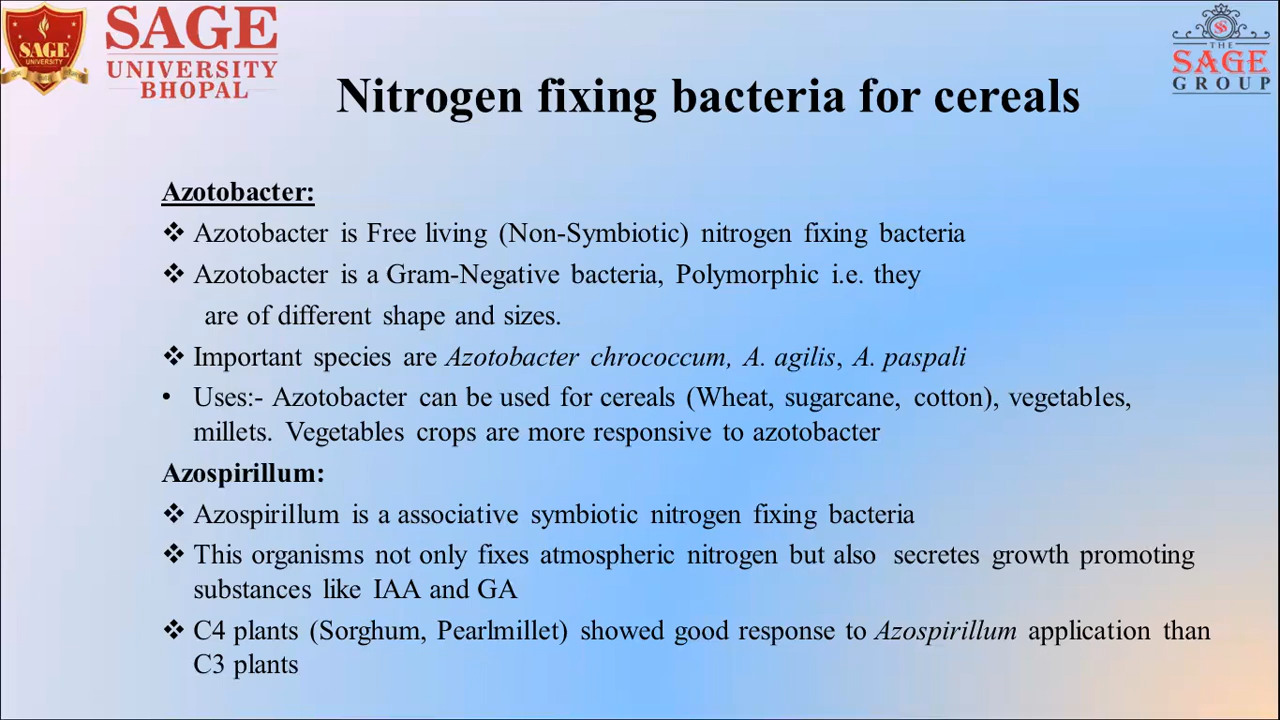 SAGE
UNIVERSITY
SAGE
UNIVERSITY
BHOPAL
THE
SAGE
GROUP
Nitrogen fixing bacteria for cereals
Azotobacter:
❖ Azotobacter is Free living (Non-Symbiotic) nitrogen fixing bacteria
❖ Azotobacter is a Gram-Negative bacteria, Polymorphic i.e. they
are of different shape and sizes.
❖ Important species are Azotobacter chrococcum, A. agilis, A. paspali
• Uses:- Azotobacter can be used for cereals (Wheat, sugarcane, cotton), vegetables,
millets. Vegetables crops are more responsive to azotobacter
Azospirillum:
❖ Azospirillum is a associative symbiotic nitrogen fixing bacteria
❖ This organisms not only fixes atmospheric nitrogen but also secretes growth promoting
substances like IAA and GA
❖ C4 plants (Sorghum, Pearlmillet) showed good response to Azospirillum application than
C3 plants